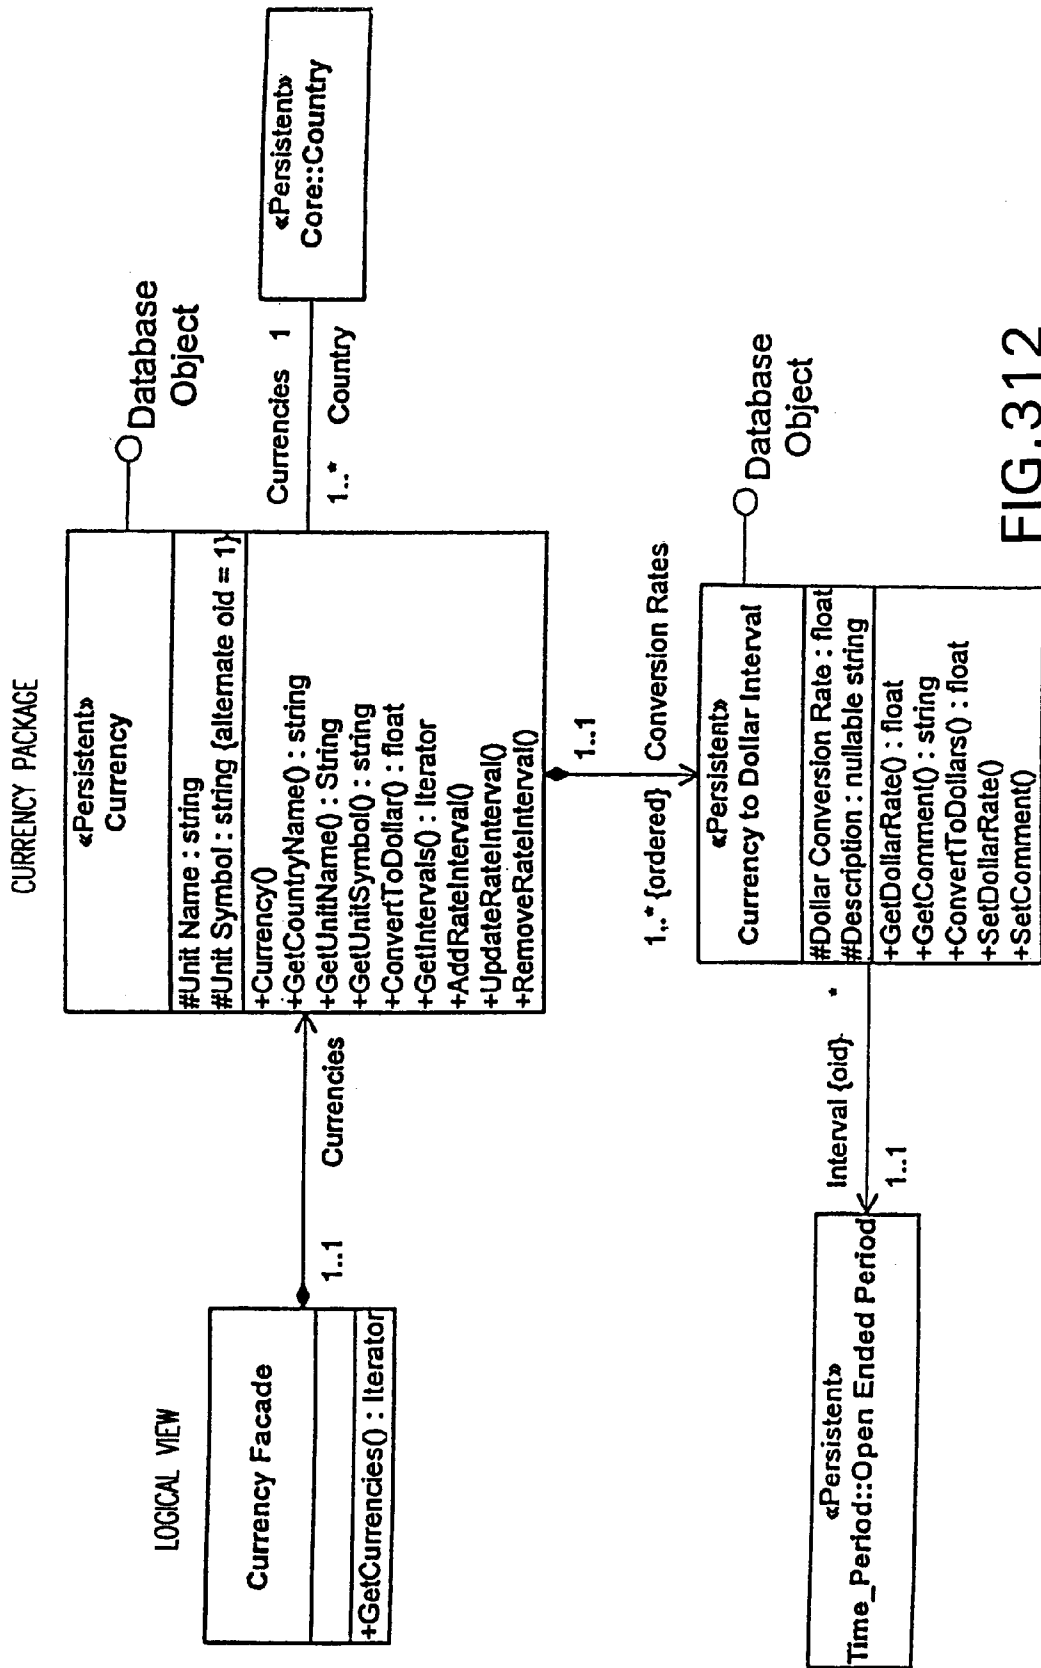 CURRENCY PACKAGE
LOGICAL VIEW
Currency Facade
+GetCurrencies() : Iterator
1..1
Currencies
«Persistent»
Currency
#Unit Name : string
#Unit Symbol : string {alternate oid = 1}
+Currency()
+GetCountryName() : string
+GetUnitName() : String
+GetUnitSymbol() : string
+ConvertToDollar() : float
+GetIntervals() : Iterator
+AddRateInterval()
+UpdateRateInterval()
+RemoveRateInterval()
Database
Object
Currencies 1
1..* Country
«Persistent»
Core::Country
1..1
1..* {ordered} Conversion Rates
«Persistent»
Currency to Dollar Interval
#Dollar Conversion Rate : float
#Description : nullable string
+GetDollarRate() : float
+GetComment() : string
+ConvertToDollars() : float
+SetDollarRate()
+SetComment()
Database
Object
Interval {oid} *
1..1
«Persistent»
Time_Period::Open Ended Period
FIG.312